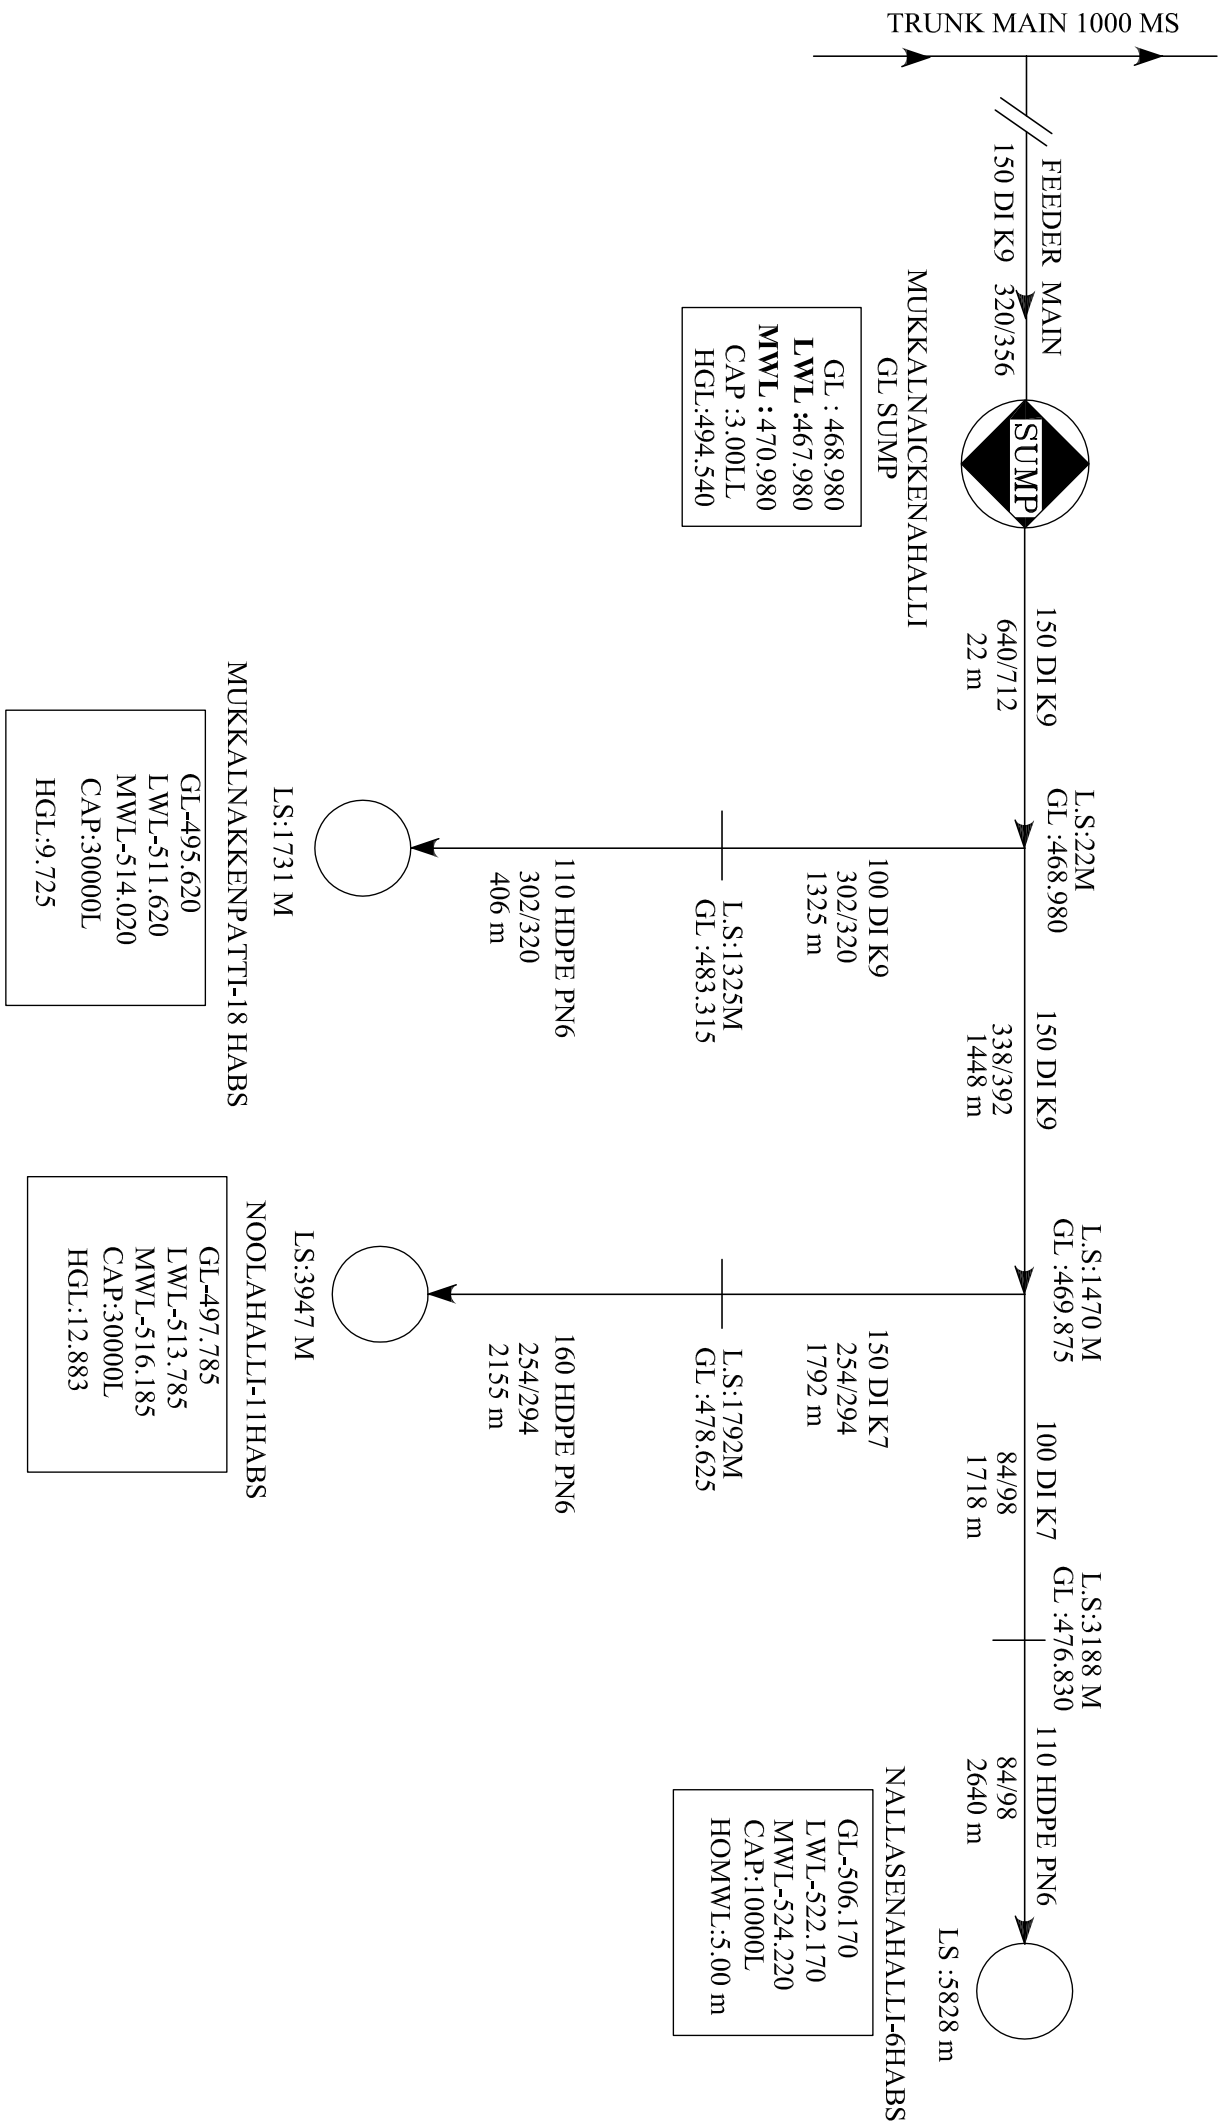 TRUNK MAIN 1000 MS
FEEDER MAIN
150 DI K9 320/356
SUMP
MUKKALNAICKENAHALLI
GL SUMP
GL : 468.980
LWL :467.980
MWL : 470.980
CAP :3.00LL
HGL:494.540
150 DI K9
640/712
22 m
L.S:22M
GL :468.980
100 DI K9
302/320
1325 m
L.S:1325M
GL :483.315
110 HDPE PN6
302/320
406 m
LS:1731 M
MUKKALNAKKENPATTI-18 HABS
GL-495.620
LWL-511.620
MWL-514.020
CAP:30000L
HGL:9.725
150 DI K9
338/392
1448 m
L.S:1470 M
GL :469.875
150 DI K7
254/294
1792 m
L.S:1792M
GL :478.625
160 HDPE PN6
254/294
2155 m
LS:3947 M
NOOLAHALLI-11HABS
GL-497.785
LWL-513.785
MWL-516.185
CAP:30000L
HGL:12.883
100 DI K7
84/98
1718 m
L.S:3188 M
GL :476.830
110 HDPE PN6
84/98
2640 m
LS :5828 m
NALLASENAHALLI-6HABS
GL-506.170
LWL-522.170
MWL-524.220
CAP:10000L
HOMWL:5.00 m